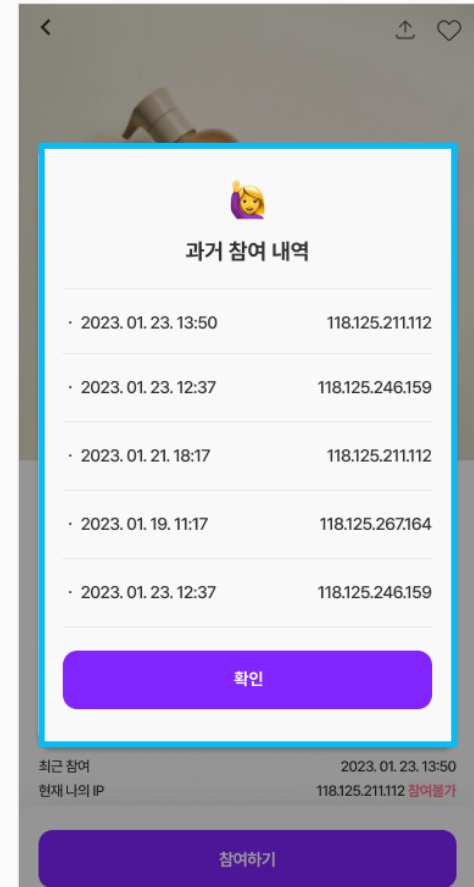 과거 참여 내역
· 2023. 01. 23. 13:50 118.125.211.112
· 2023. 01. 23. 12:37 118.125.246.159
· 2023. 01. 21. 18:17 118.125.211.112
· 2023. 01. 19. 11:17 118.125.267.164
· 2023. 01. 23. 12:37 118.125.246.159
확인
최근 참여 2023. 01. 23. 13:50
현재 나의 IP 118.125.211.112 참여불가
참여하기